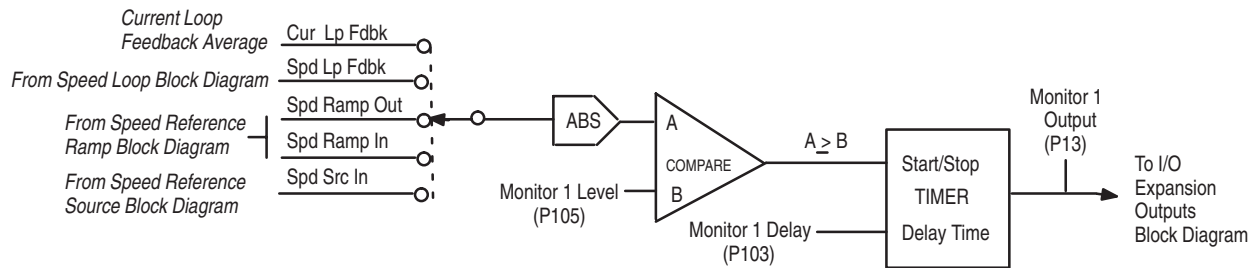 Current Loop
Feedback Average
Cur Lp Fdbk
From Speed Loop Block Diagram
Spd Lp Fdbk
From Speed Reference
Ramp Block Diagram
Spd Ramp Out
Spd Ramp In
From Speed Reference
Source Block Diagram
Spd Src In
ABS
A
COMPARE
B
Monitor 1 Level
(P105)
A ≥ B
Monitor 1 Delay
(P103)
Start/Stop
TIMER
Delay Time
Monitor 1
Output
(P13)
To I/O
Expansion
Outputs
Block Diagram